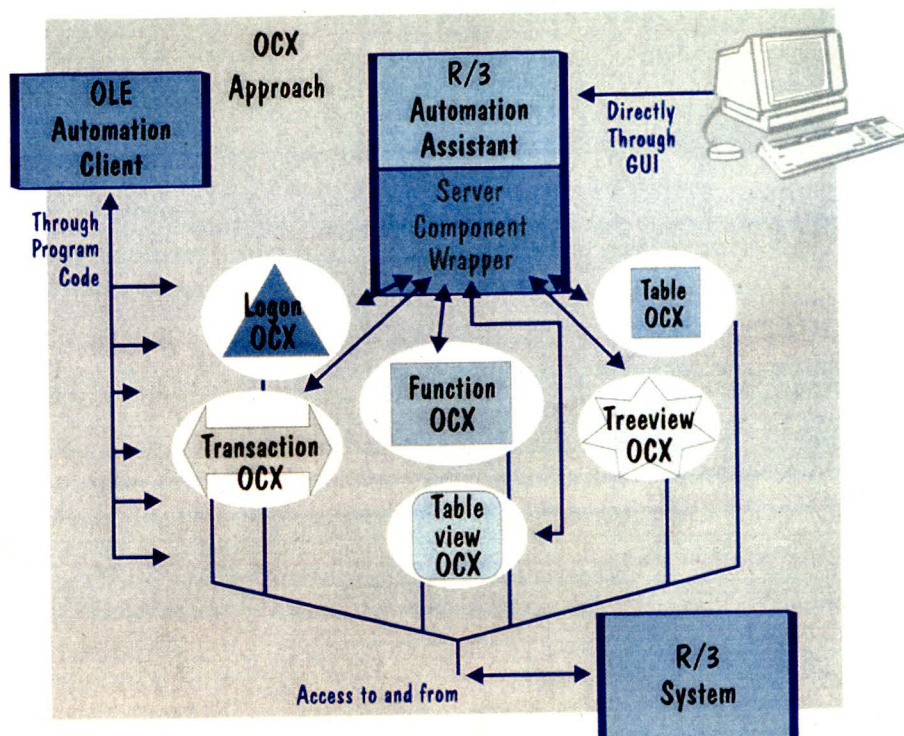 OCX
Approach
OLE
Automation
Client
R/3
Automation
Assistant
Server
Component
Wrapper
Directly
Through
GUI
Through
Program
Code
Logon
OCX
Table
OCX
Function
OCX
Treeview
OCX
Transaction
OCX
Table
view
OCX
R/3
System
Access to and from